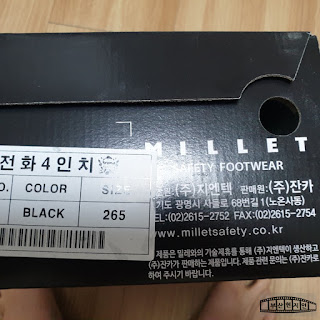 MILLET
SAFETY FOOTWEAR
전화4인치
COLOR SIZE
BLACK 265
(주)지엔텍 판매원:(주)잔카
기도 광명시 사들로 68번길 1(노온사동)
TEL:(02)2615-2752 FAX:(02)2615-2754
www.milletsafety.co.kr
제품은 밀레와의 기술제휴를 통해 (주)지엔텍이 생산하고
(주)잔카가 판매하는 제품입니다. 제품 관련 문의는 (주)잔카로
하여 주시기 바랍니다.